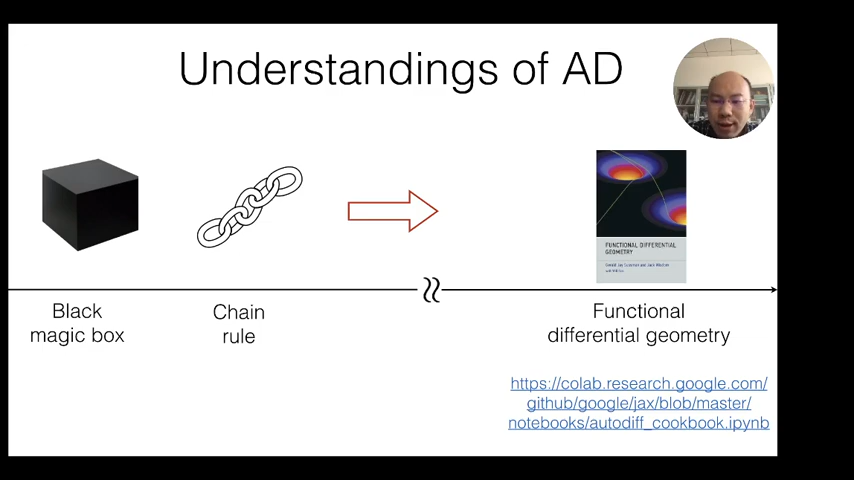 Understandings of AD
FUNCTIONAL DIFFERENTIAL
GEOMETRY
Black
magic box
Chain
rule
Functional
differential geometry
https://colab.research.google.com/
github/google/jax/blob/master/
notebooks/autodiff_cookbook.ipynb